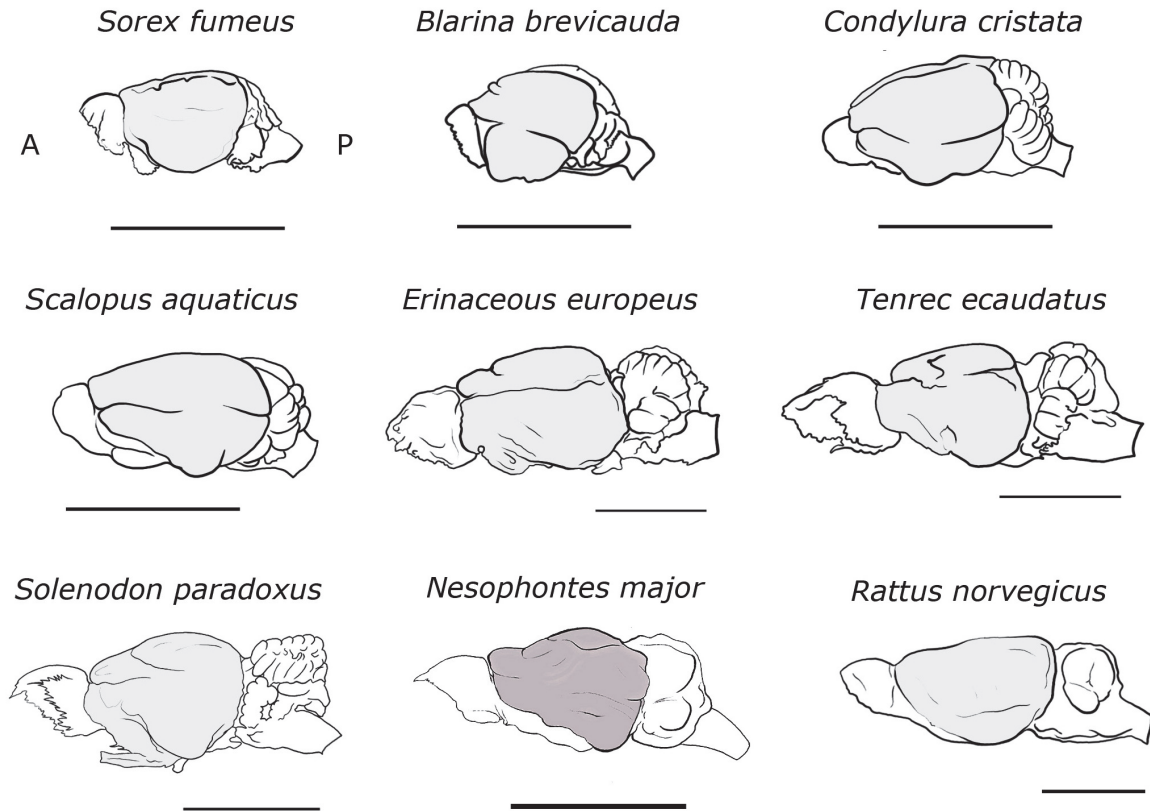 Sorex fumeus
Blarina brevicauda
Condylura cristata
A
P
Scalopus aquaticus
Erinaceous europeus
Tenrec ecaudatus
Solenodon paradoxus
Nesophontes major
Rattus norvegicus